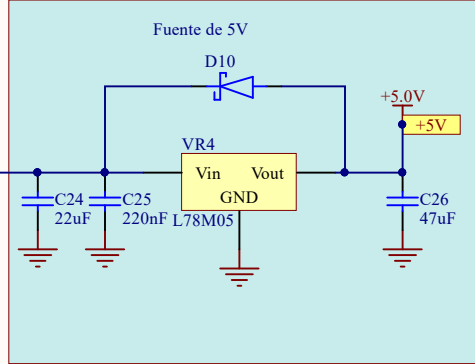 Fuente de 5V
D10
+5.0V
+5V
VR4
Vin
Vout
GND
L78M05
C24
22uF
C25
220nF
C26
47uF